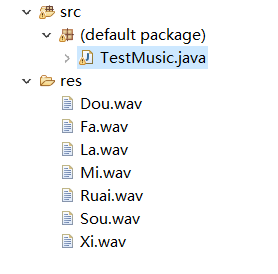 src
(default package)
TestMusic.java
res
Dou.wav
Fa.wav
La.wav
Mi.wav
Ruai.wav
Sou.wav
Xi.wav